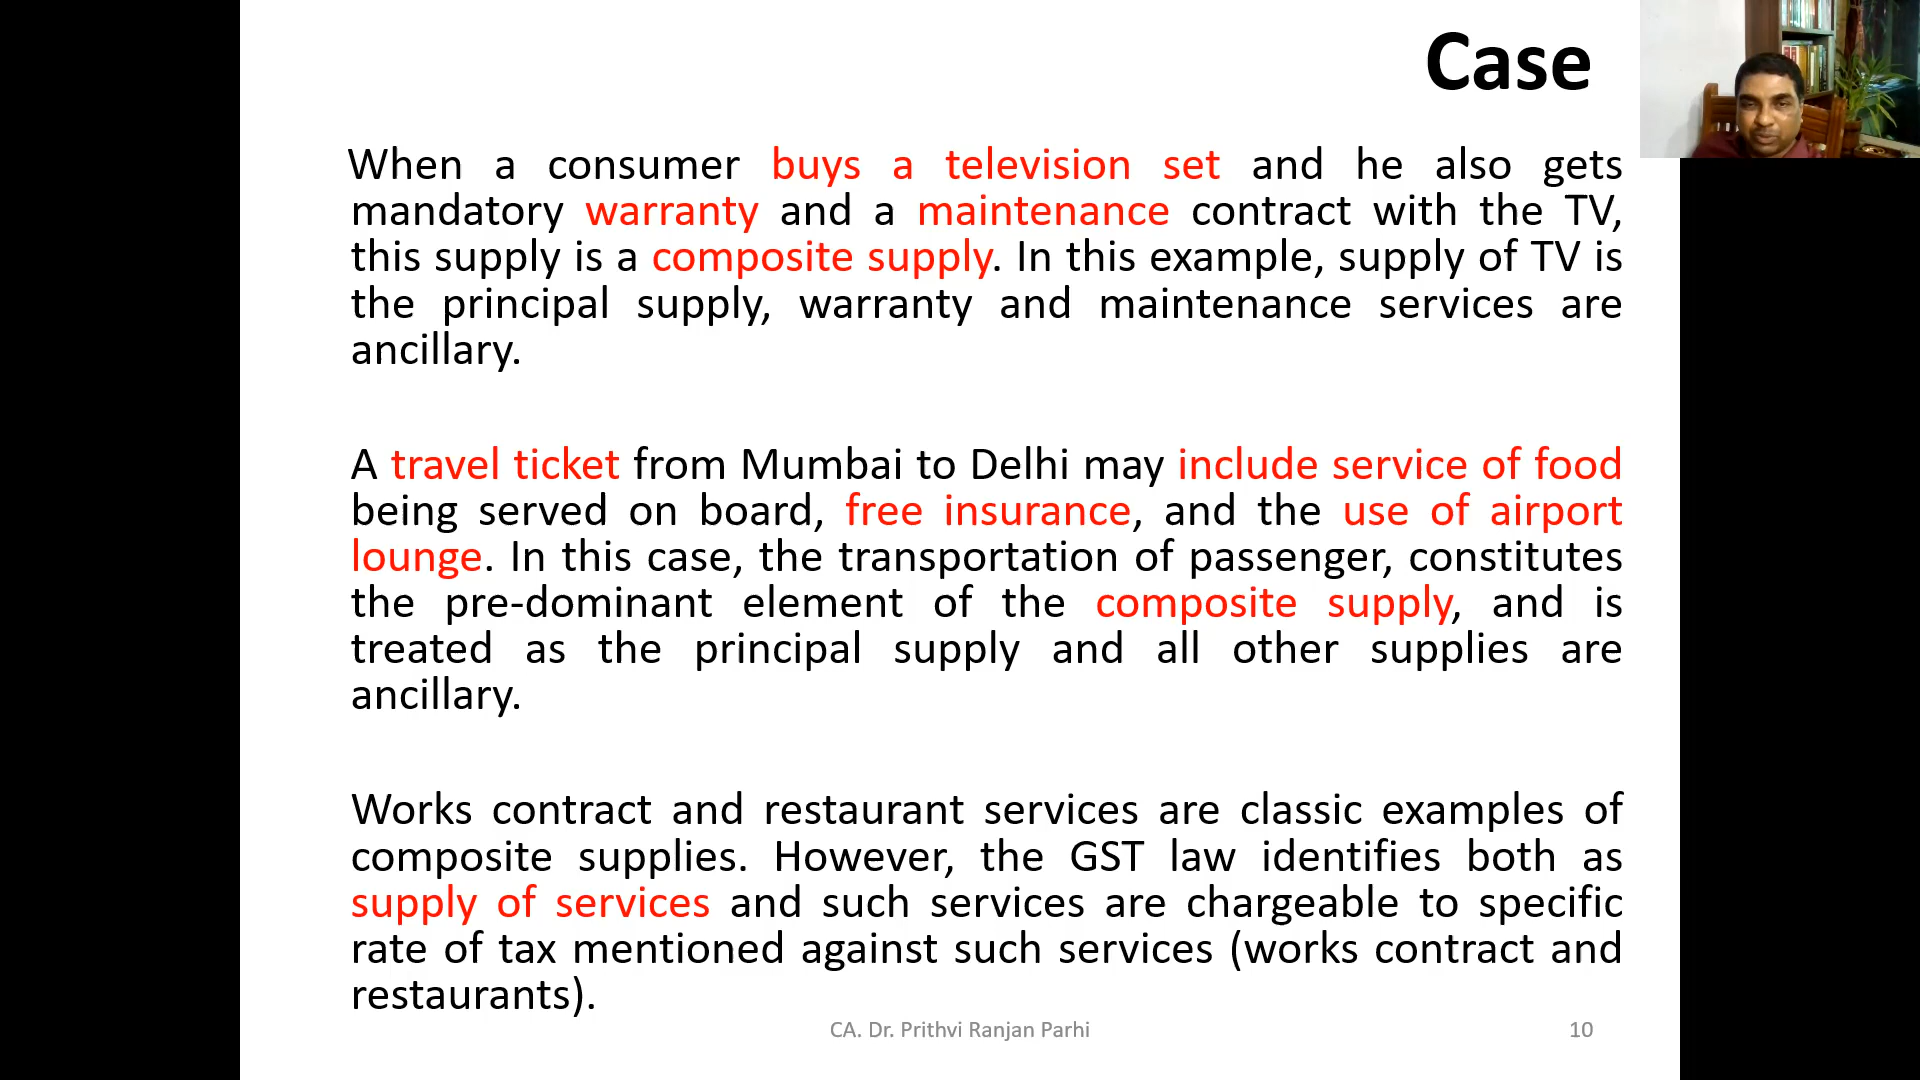 Case
When a consumer buys a television set and he also gets
mandatory warranty and a maintenance contract with the TV,
this supply is a composite supply. In this example, supply of TV is
the principal supply, warranty and maintenance services are
ancillary.
A travel ticket from Mumbai to Delhi may include service of food
being served on board, free insurance, and the use of airport
lounge. In this case, the transportation of passenger, constitutes
the pre-dominant element of the composite supply, and is
treated as the principal supply and all other supplies are
ancillary.
Works contract and restaurant services are classic examples of
composite supplies. However, the GST law identifies both as
supply of services and such services are chargeable to specific
rate of tax mentioned against such services (works contract and
restaurants).
CA. Dr. Prithvi Ranjan Parhi
10